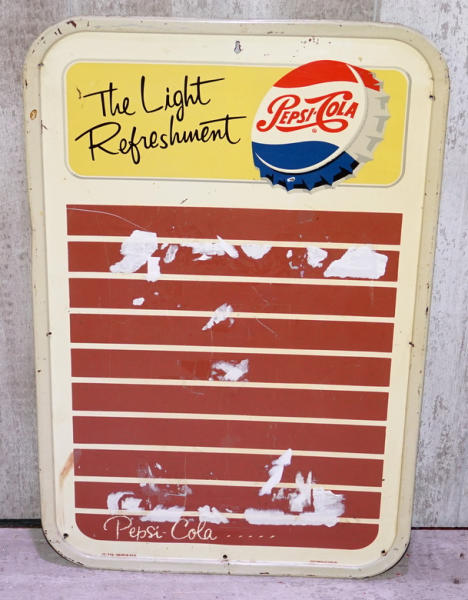 The Light
Refreshment
PEPSI-COLA
Pepsi-Cola.....